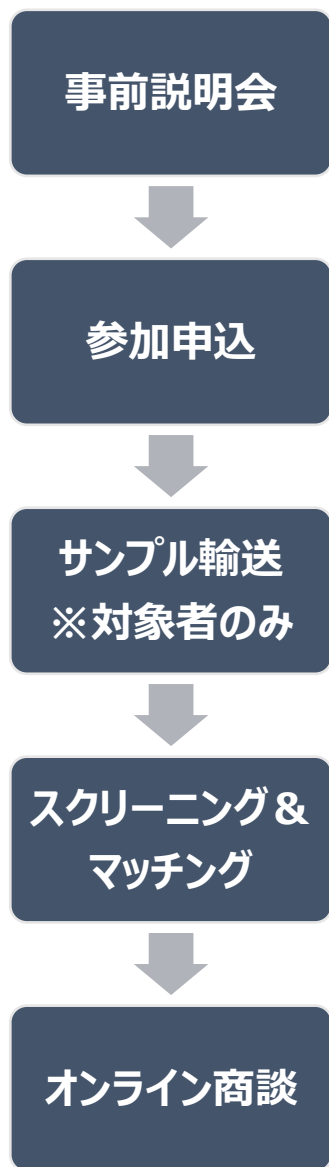 事前説明会
参加申込
サンプル輸送
※対象者のみ
スクリーニング＆
マッチング
オンライン商談